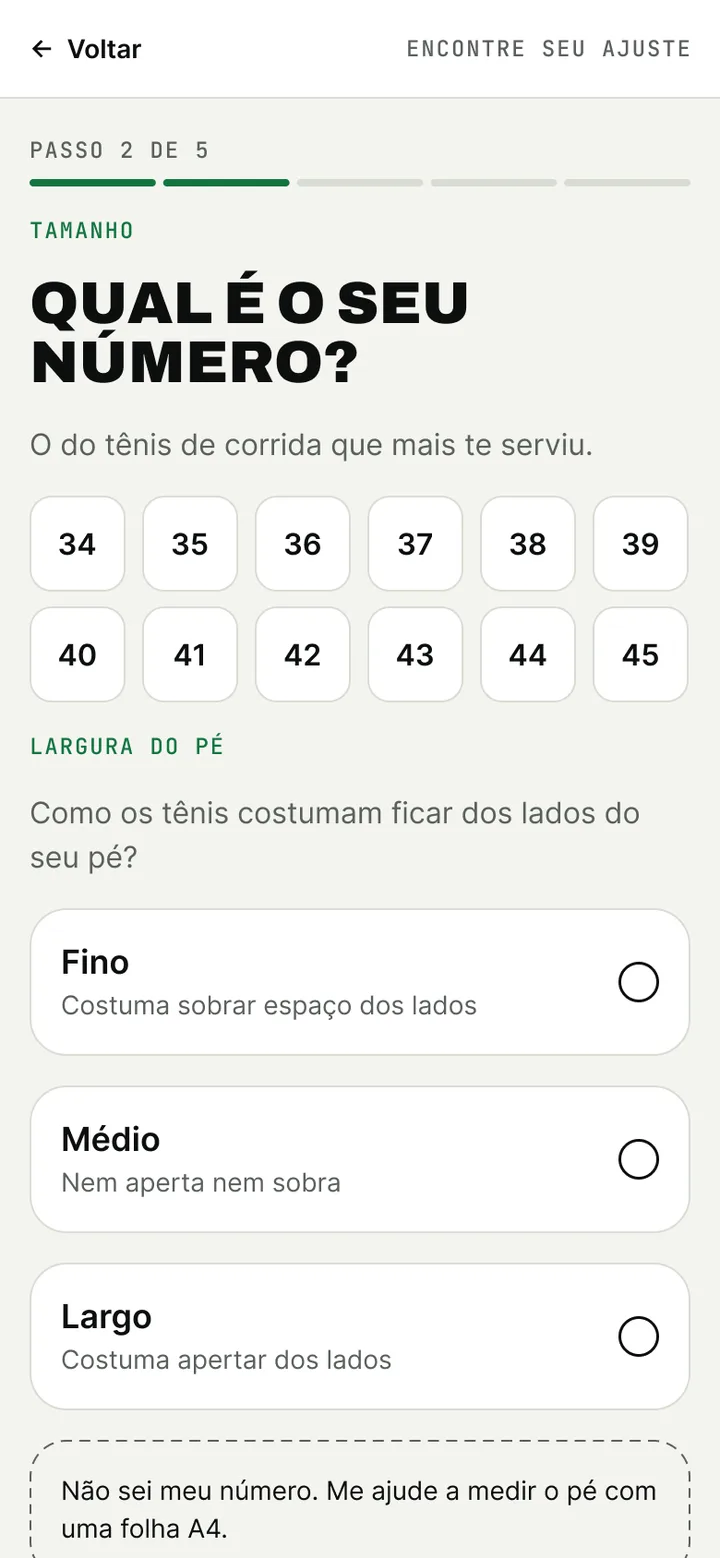 ← Voltar
ENCONTRE SEU AJUSTE
PASSO 2 DE 5
TAMANHO
QUAL É O SEU
NÚMERO?
O do tênis de corrida que mais te serviu.
34 35 36 37 38 39
40 41 42 43 44 45
LARGURA DO PÉ
Como os tênis costumam ficar dos lados do
seu pé?
Fino
Costuma sobrar espaço dos lados
Médio
Nem aperta nem sobra
Largo
Costuma apertar dos lados
Não sei meu número. Me ajude a medir o pé com
uma folha A4.